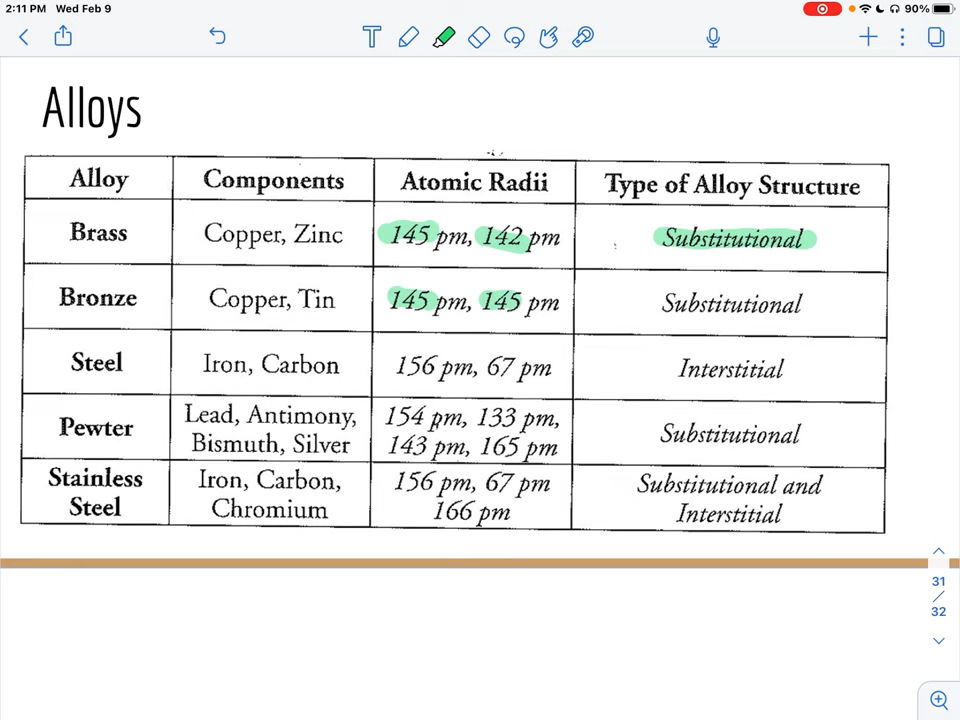 2:11 PM Wed Feb 9
90%
T
Alloys
Alloy Components Atomic Radii Type of Alloy Structure
Brass Copper, Zinc 145 pm, 142 pm Substitutional
Bronze Copper, Tin 145 pm, 145 pm Substitutional
Steel Iron, Carbon 156 pm, 67 pm Interstitial
Pewter Lead, Antimony, 154 pm, 133 pm, Substitutional
Bismuth, Silver 143 pm, 165 pm
Stainless Iron, Carbon, 156 pm, 67 pm Substitutional and
Steel Chromium 166 pm Interstitial
31
/
32